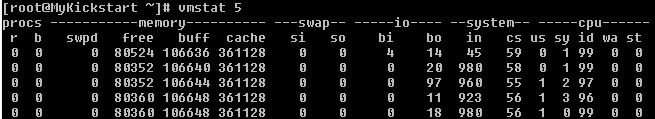 [root@MyKickstart ~]# vmstat 5
procs -----------memory---------- ---swap-- -----io---- --system-- -----cpu------
 r  b   swpd   free   buff  cache   si   so    bi    bo   in   cs us sy id wa st
 0  0      0  80524 106636 361128    0    0     4    14   45   59  0  1 99  0  0
 0  0      0  80352 106640 361128    0    0     0    20  980   58  0  1 99  0  0
 0  0      0  80352 106644 361128    0    0     0    97  960   55  1  2 97  0  0
 0  0      0  80360 106648 361128    0    0     0    11  923   56  1  3 96  0  0
 0  0      0  80360 106648 361128    0    0     0    18  980   56  1  0 99  0  0